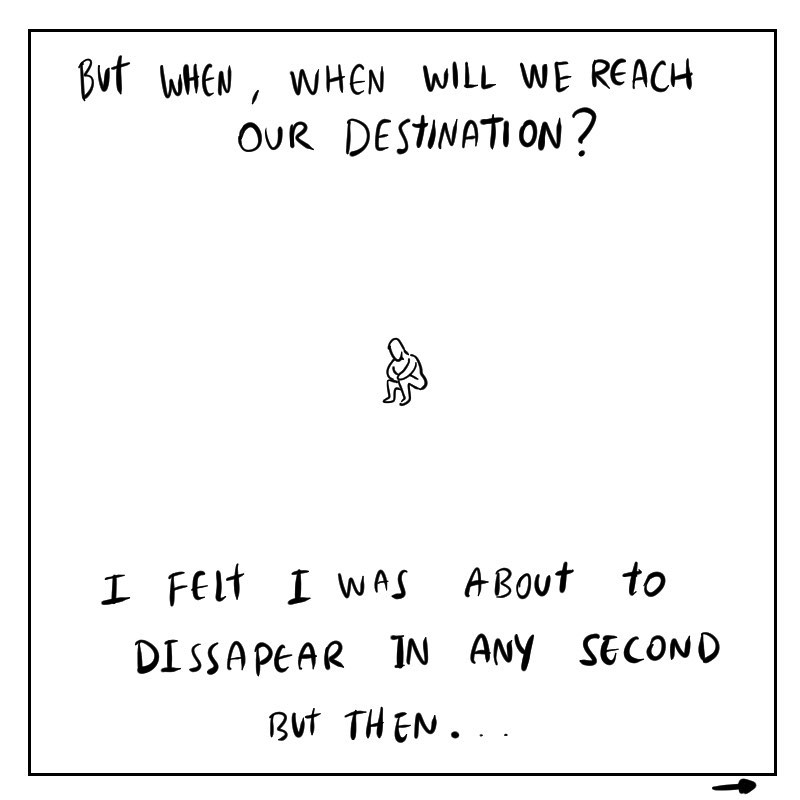 BUT WHEN, WHEN WILL WE REACH
OUR DESTINATION?
I FELT I WAS ABOUT TO
DISSAPEAR IN ANY SECOND
BUT THEN...